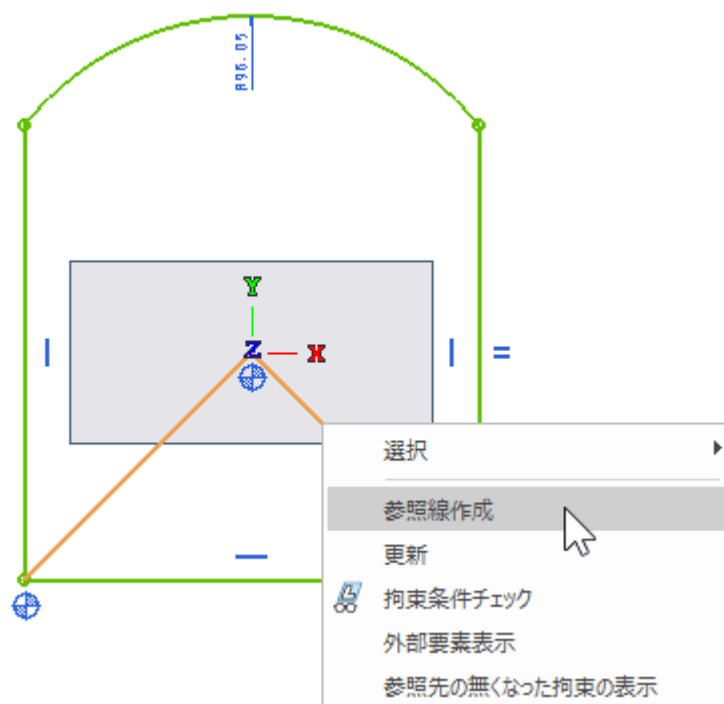 R96.05
Y
Z
X
選択
参照線作成
更新
拘束条件チェック
外部要素表示
参照先の無くなった拘束の表示